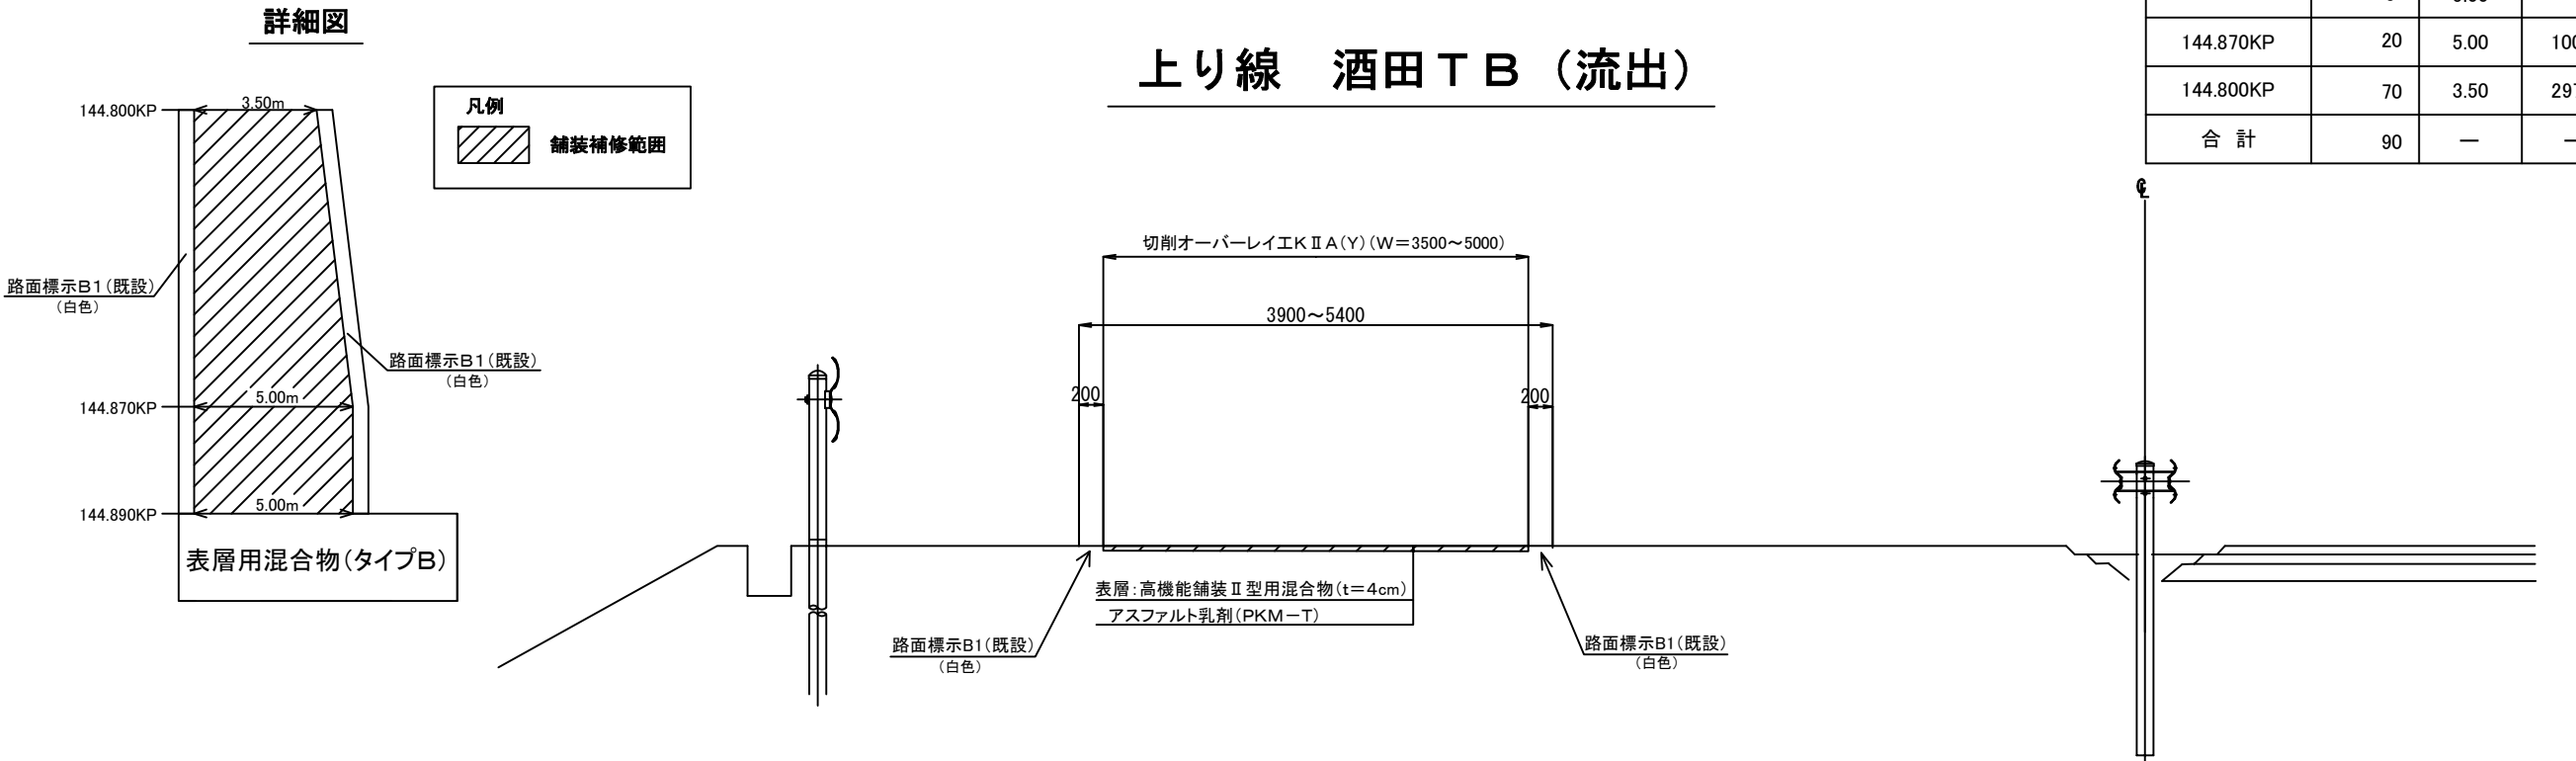 詳細図
上り線　酒田ＴＢ（流出）
144.870KP 20 5.00
144.800KP 70 3.50
合計 90 － －
凡例
舗装補修範囲
144.800KP
3.50m
路面標示B1(既設)
(白色)
路面標示B1(既設)
(白色)
144.870KP
5.00m
144.890KP
5.00m
表層用混合物(タイプB)
切削オーバーレイ工KⅡA(Y)(W=3500～5000)
3900～5400
200
200
表層:高機能舗装Ⅱ型用混合物(t=4cm)
アスファルト乳剤(PKM-T)
路面標示B1(既設)
(白色)
路面標示B1(既設)
(白色)